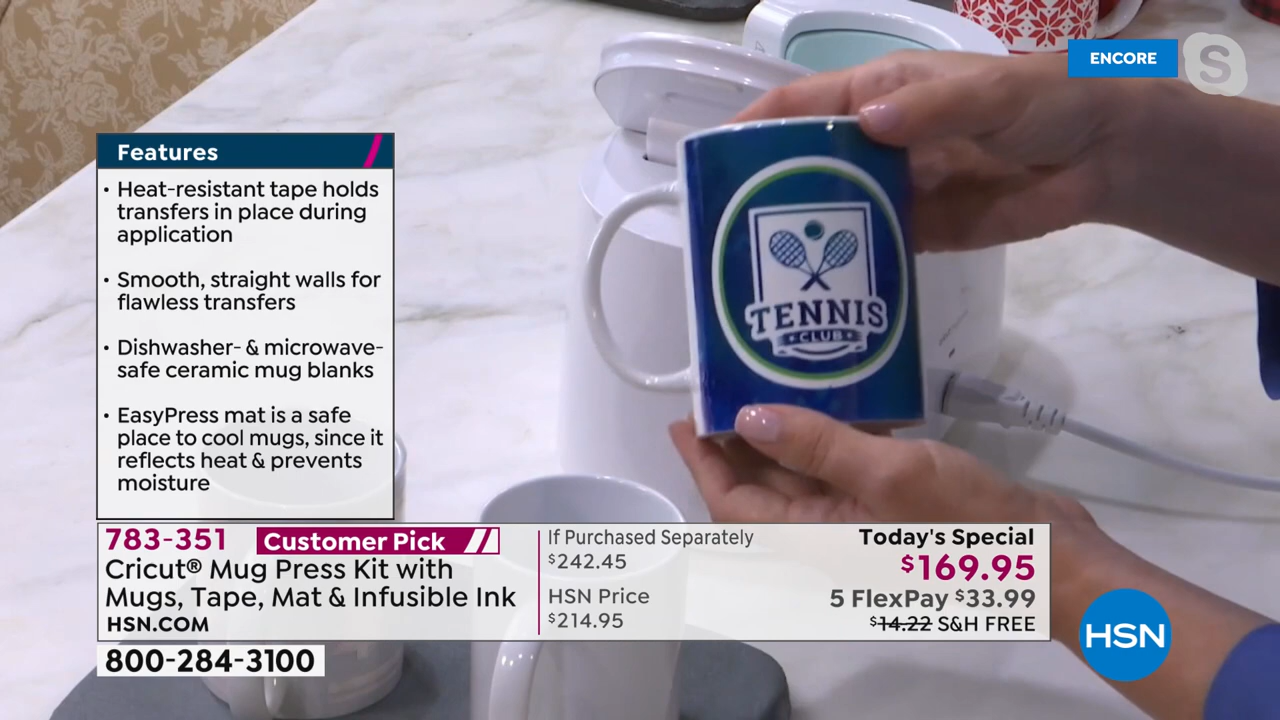 ENCORE
S
Features
• Heat-resistant tape holds
transfers in place during
application
• Smooth, straight walls for
flawless transfers
• Dishwasher- & microwave-
safe ceramic mug blanks
• EasyPress mat is a safe
place to cool mugs, since it
reflects heat & prevents
moisture
TENNIS
CLUB
783-351 Customer Pick
Cricut® Mug Press Kit with
Mugs, Tape, Mat & Infusible Ink
HSN.COM
If Purchased Separately
$242.45
HSN Price
$214.95
Today's Special
$169.95
5 FlexPay $33.99
$14.22 S&H FREE
800-284-3100
HSN